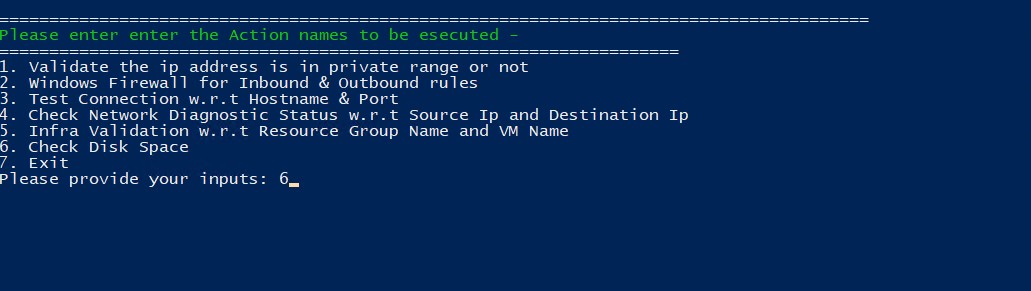 =======================================================================================
Please enter enter the Action names to be esecuted -
====================================================================
1. Validate the ip address is in private range or not
2. Windows Firewall for Inbound & Outbound rules
3. Test Connection w.r.t Hostname & Port
4. Check Network Diagnostic Status w.r.t Source Ip and Destination Ip
5. Infra Validation w.r.t Resource Group Name and VM Name
6. Check Disk Space
7. Exit
Please provide your inputs: 6